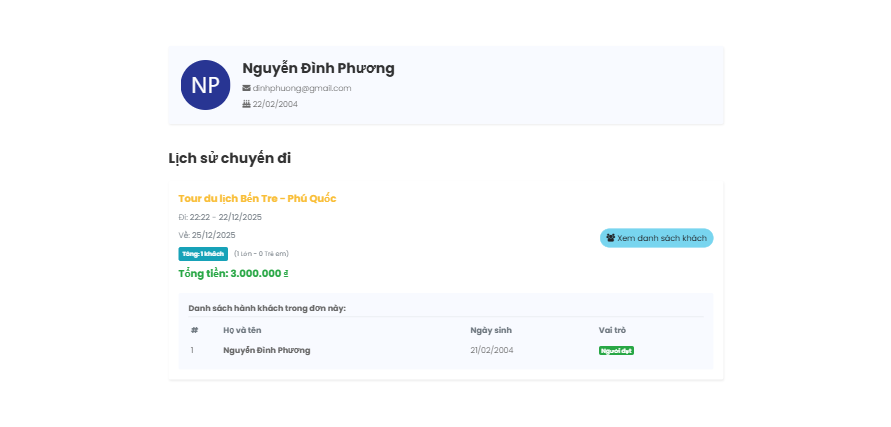 NP
Nguyễn Đình Phương
dinhphuong@gmail.com
22/02/2004
Lịch sử chuyến đi
Tour du lịch Bến Tre - Phú Quốc
Đi: 22:22 - 22/12/2025
Về: 25/12/2025
Xem danh sách khách
Tổng: 1 khách (1 Lớn - 0 Trẻ em)
Tổng tiền: 3.000.000 ₫
Danh sách hành khách trong đơn này:
# Họ và tên Ngày sinh Vai trò
1 Nguyễn Đình Phương 21/02/2004 Người đặt